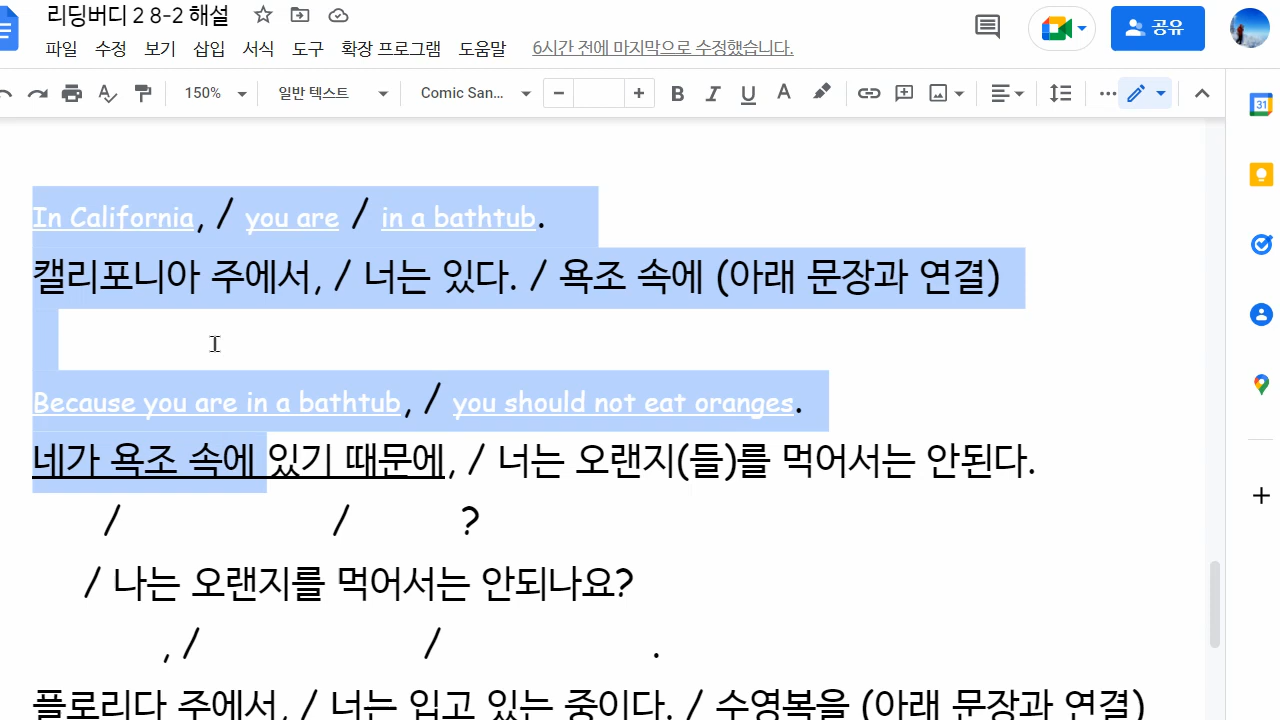 리딩버디 2 8-2 해설
파일 수정 보기 삽입 서식 도구 확장 프로그램 도움말 6시간 전에 마지막으로 수정했습니다.
공유
150% 일반 텍스트 Comic San... − + B I U A
31
In California, / you are / in a bathtub.
캘리포니아 주에서, / 너는 있다. / 욕조 속에 (아래 문장과 연결)
Because you are in a bathtub, / you should not eat oranges.
네가 욕조 속에 있기 때문에, / 너는 오랜지(들)를 먹어서는 안된다.
/ / ?
/ 나는 오랜지를 먹어서는 안되나요?
, / / .
플로리다 주에서, / 너는 입고 있는 중이다. / 수영복을 (아래 문장과 연결)